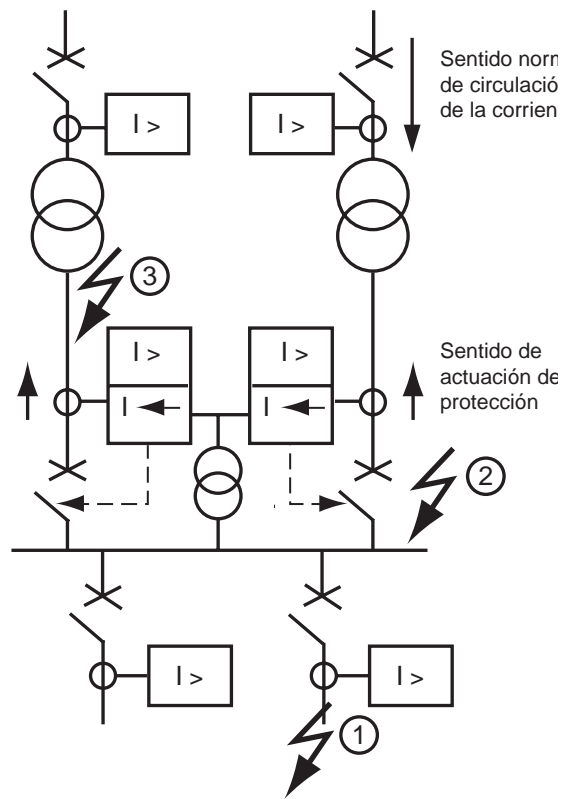 Sentido norm
de circulació
de la corrien
I >
I >
3
I >
I >
I
I
Sentido de
actuación de
protección
2
I >
I >
1